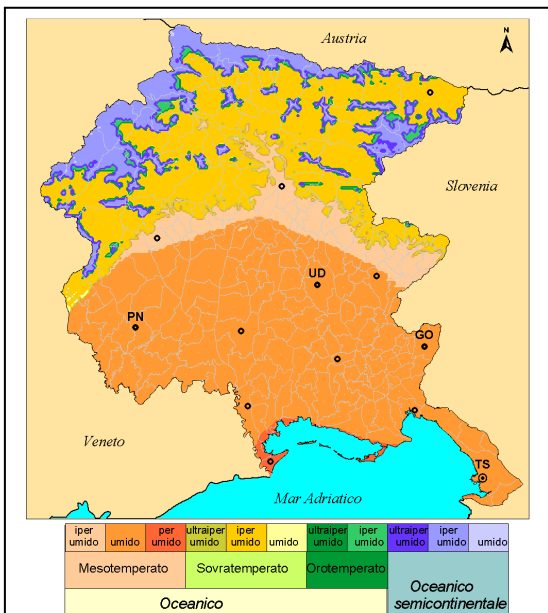 Austria
N
Slovenia
UD
PN
GO
Veneto
TS
Mar Adriatico
iper umido
umido
per umido
ultraiper umido
iper umido
umido
ultraiper umido
iper umido
ultraiper umido
iper umido
umido
Mesotemperato
Sovratemperato
Orotemperato
Oceanico
Oceanico
semicontinentale